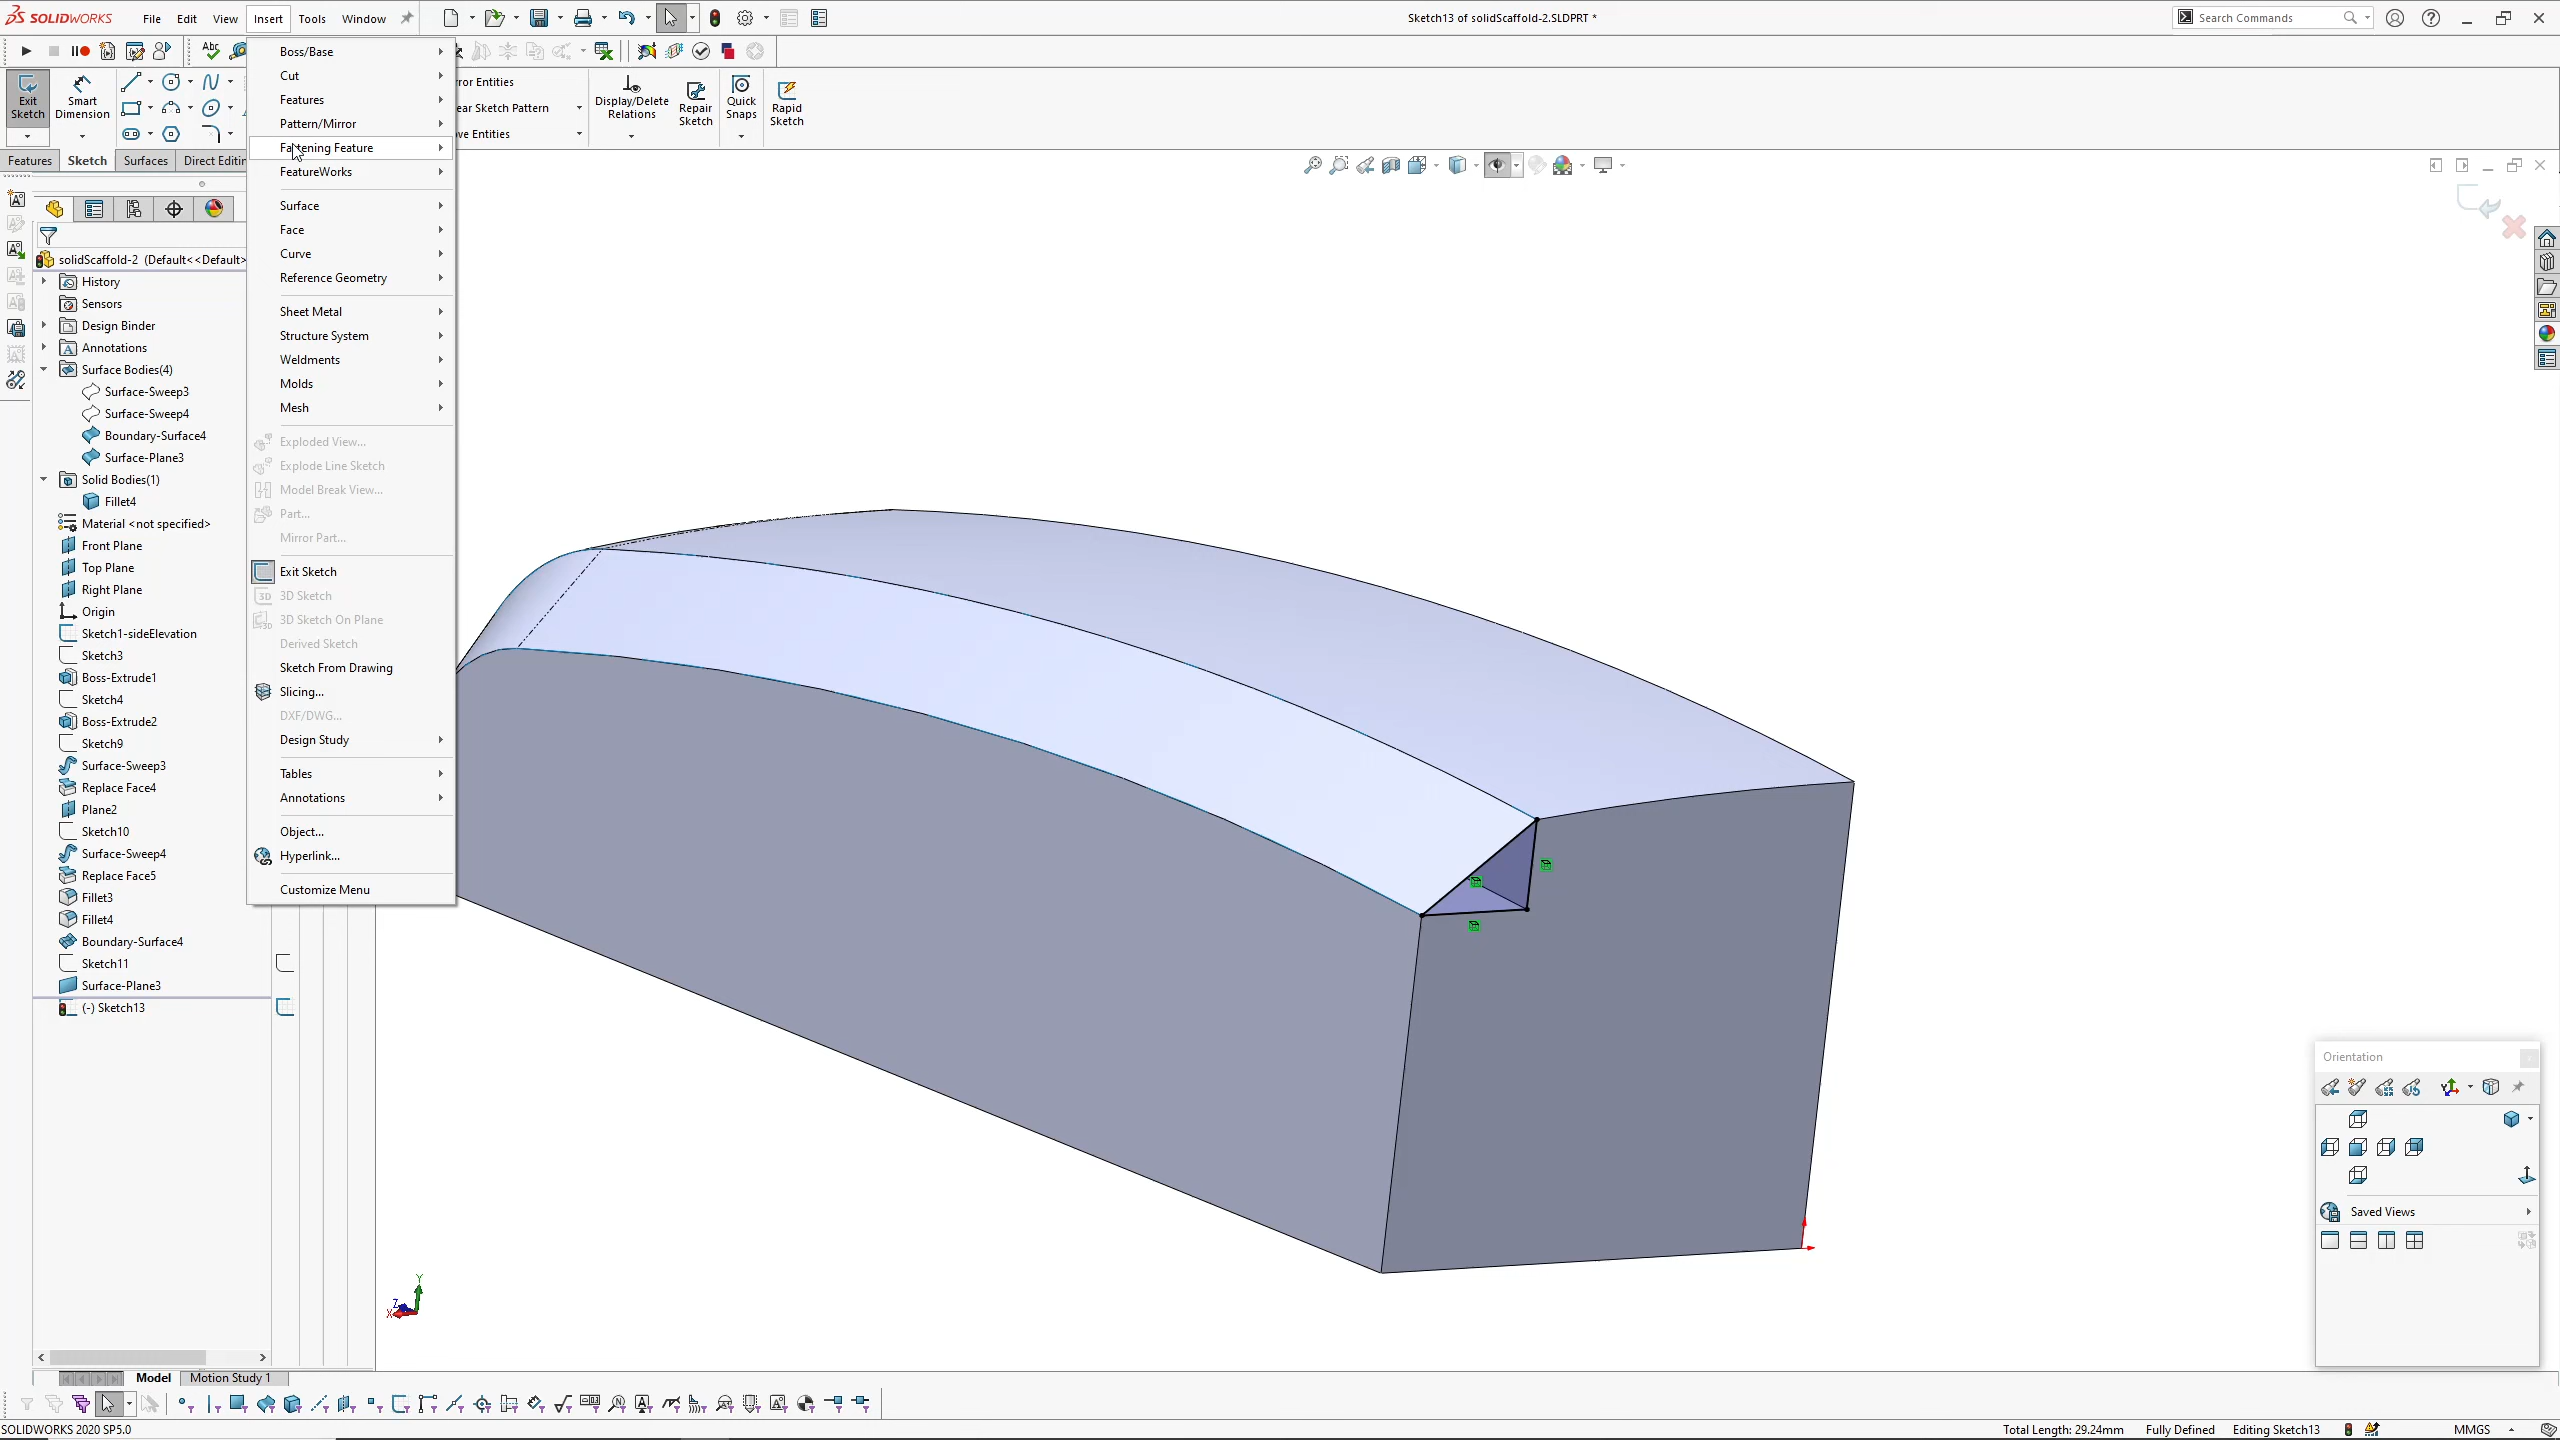 SOLIDWORKS
File
Edit
View
Insert
Tools
Window
Sketch13 of solidScaffold-2.SLDPRT *
Search Commands
Boss/Base
Cut
Features
Pattern/Mirror
Fastening Feature
FeatureWorks
Surface
Face
Curve
Reference Geometry
Sheet Metal
Structure System
Weldments
Molds
Mesh
Exploded View...
Explode Line Sketch
Model Break View...
Part...
Mirror Part...
Exit Sketch
3D Sketch
3D Sketch On Plane
Derived Sketch
Sketch From Drawing
Slicing...
DXF/DWG...
Design Study
Tables
Annotations
Object...
Hyperlink...
Customize Menu
Exit Sketch
Smart Dimension
ror Entities
ear Sketch Pattern
ve Entities
Display/Delete Relations
Repair Sketch
Quick Snaps
Rapid Sketch
Features
Sketch
Surfaces
Direct Editin
solidScaffold-2 (Default<<Default>
History
Sensors
Design Binder
Annotations
Surface Bodies(4)
Surface-Sweep3
Surface-Sweep4
Boundary-Surface4
Surface-Plane3
Solid Bodies(1)
Fillet4
Material <not specified>
Front Plane
Top Plane
Right Plane
Origin
Sketch1-sideElevation
Sketch3
Boss-Extrude1
Sketch4
Boss-Extrude2
Sketch9
Surface-Sweep3
Replace Face4
Plane2
Sketch10
Surface-Sweep4
Replace Face5
Fillet3
Fillet4
Boundary-Surface4
Sketch11
Surface-Plane3
(-) Sketch13
Y
Z
X
Orientation
Saved Views
Model
Motion Study 1
SOLIDWORKS 2020 SP5.0
Total Length: 29.24mm
Fully Defined
Editing Sketch13
MMGS